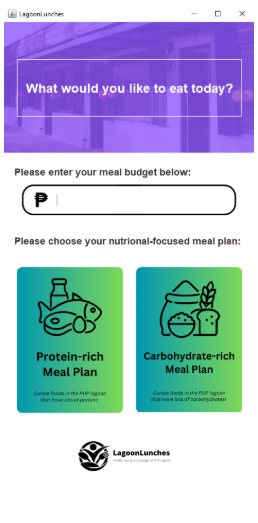 LagoonLunches
What would you like to eat today?
Please enter your meal budget below:
₱
Please choose your nutrional-focused meal plan:
Protein-rich
Meal Plan
Curate foods in the PUP lagoon
that have lots of protein!
Carbohydrate-rich
Meal Plan
Curate foods in the PUP lagoon
that have lots of carbohydrates!
LagoonLunches